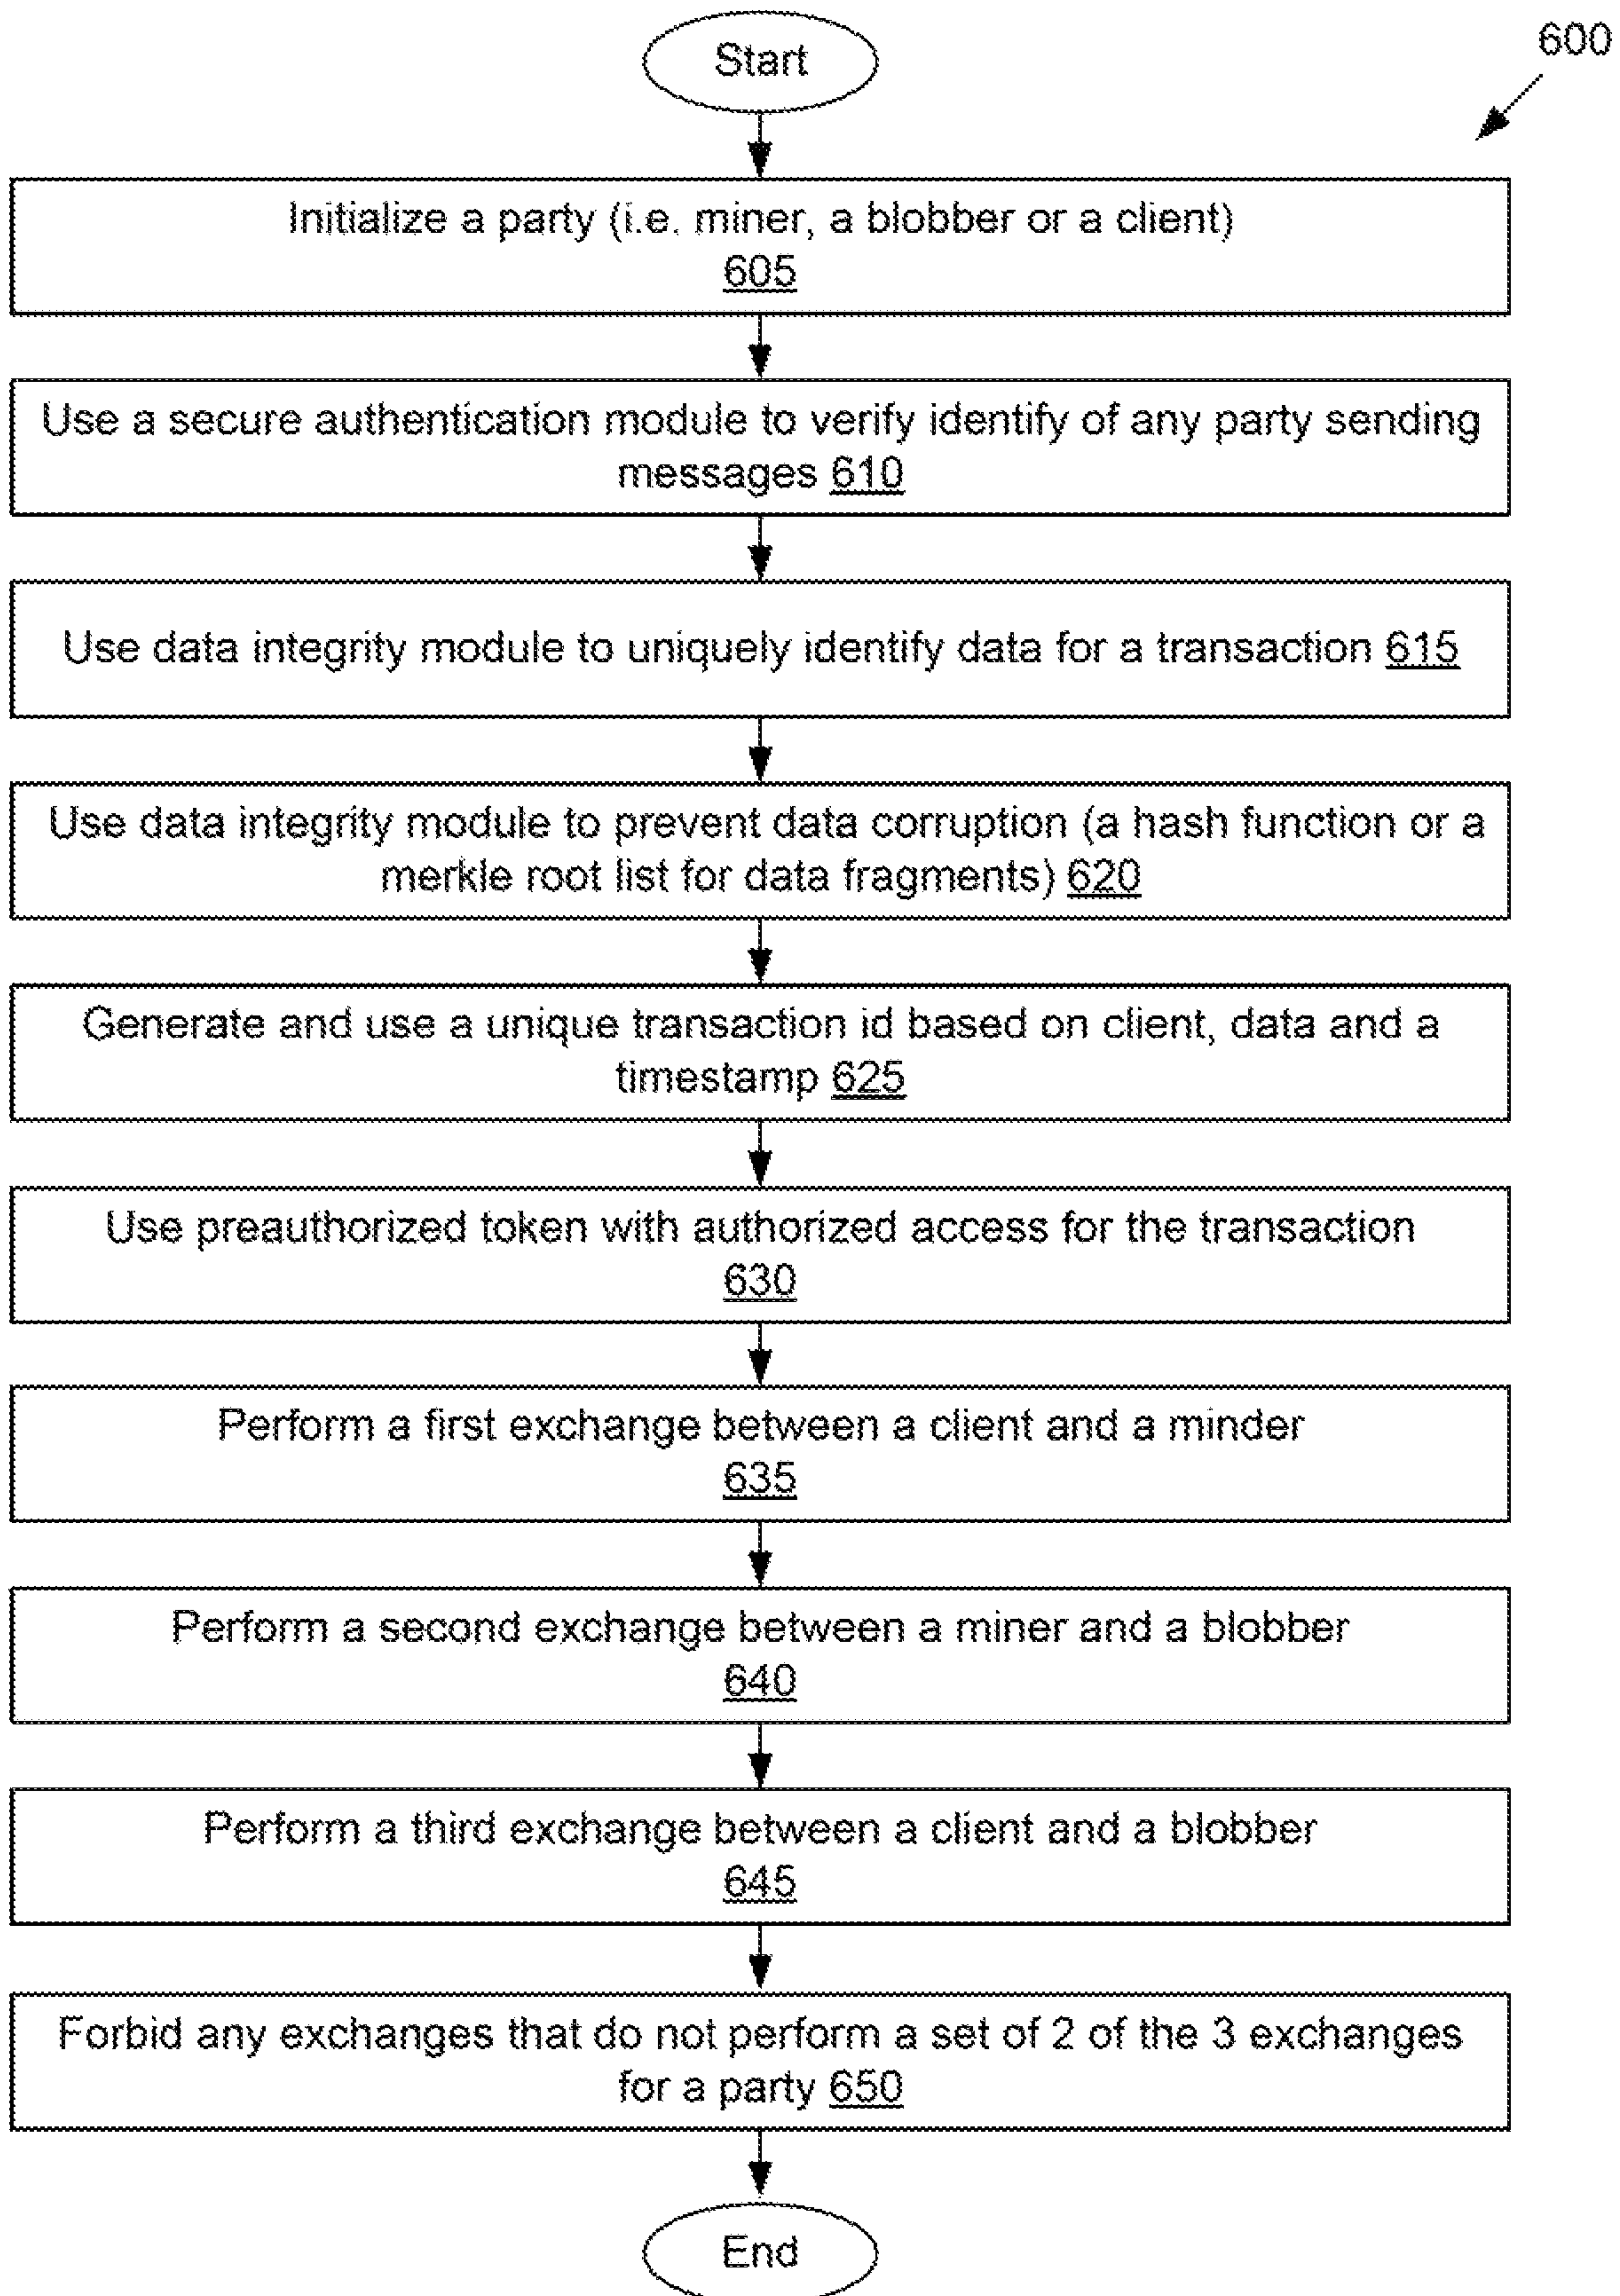 Start
600
Initialize a party (i.e. miner, a blobber or a client)
605
Use a secure authentication module to verify identify of any party sending
messages 610
Use data integrity module to uniquely identify data for a transaction 615
Use data integrity module to prevent data corruption (a hash function or a
merkle root list for data fragments) 620
Generate and use a unique transaction id based on client, data and a
timestamp 625
Use preauthorized token with authorized access for the transaction
630
Perform a first exchange between a client and a minder
635
Perform a second exchange between a miner and a blobber
640
Perform a third exchange between a client and a blobber
645
Forbid any exchanges that do not perform a set of 2 of the 3 exchanges
for a party 650
End